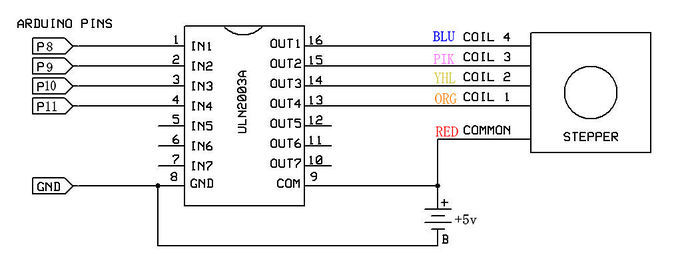 ARDUINO PINS
P8 1 IN1 OUT1 16 BLU COIL 4
P9 2 IN2 OUT2 15 PIK COIL 3
P10 3 IN3 OUT3 14 YHL COIL 2
P11 4 IN4 OUT4 13 ORG COIL 1
5 IN5 OUT5 12
6 IN6 OUT6 11
7 IN7 OUT7 10
GND 8 GND COM 9
ULN2003A
RED COMMON
STEPPER
+
+5v
B